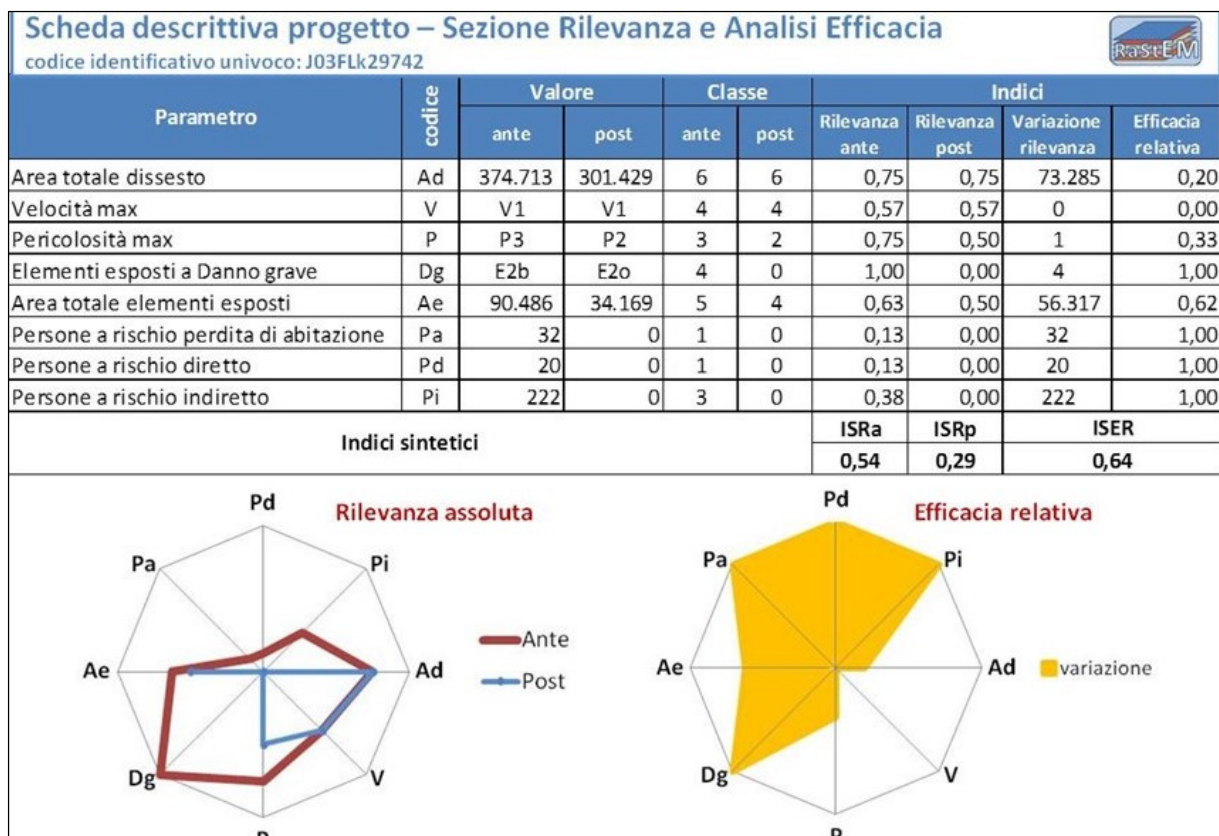 Scheda descrittiva progetto – Sezione Rilevanza e Analisi Efficacia
codice identificativo univoco: J03FLk29742
RaStEM
Parametro codice Valore Classe Indici
ante post ante post Rilevanza ante Rilevanza post Variazione rilevanza Efficacia relativa
Area totale dissesto Ad 374.713 301.429 6 6 0,75 0,75 73.285 0,20
Velocità max V V1 V1 4 4 0,57 0,57 0 0,00
Pericolosità max P P3 P2 3 2 0,75 0,50 1 0,33
Elementi esposti a Danno grave Dg E2b E2o 4 0 1,00 0,00 4 1,00
Area totale elementi esposti Ae 90.486 34.169 5 4 0,63 0,50 56.317 0,62
Persone a rischio perdita di abitazione Pa 32 0 1 0 0,13 0,00 32 1,00
Persone a rischio diretto Pd 20 0 1 0 0,13 0,00 20 1,00
Persone a rischio indiretto Pi 222 0 3 0 0,38 0,00 222 1,00
Indici sintetici ISRa ISRp ISER
0,54 0,29 0,64
Rilevanza assoluta
Pd
Pi
Ad
V
P
Dg
Ae
Pa
Ante
Post
Efficacia relativa
Pd
Pi
Ad
V
P
Dg
Ae
Pa
variazione